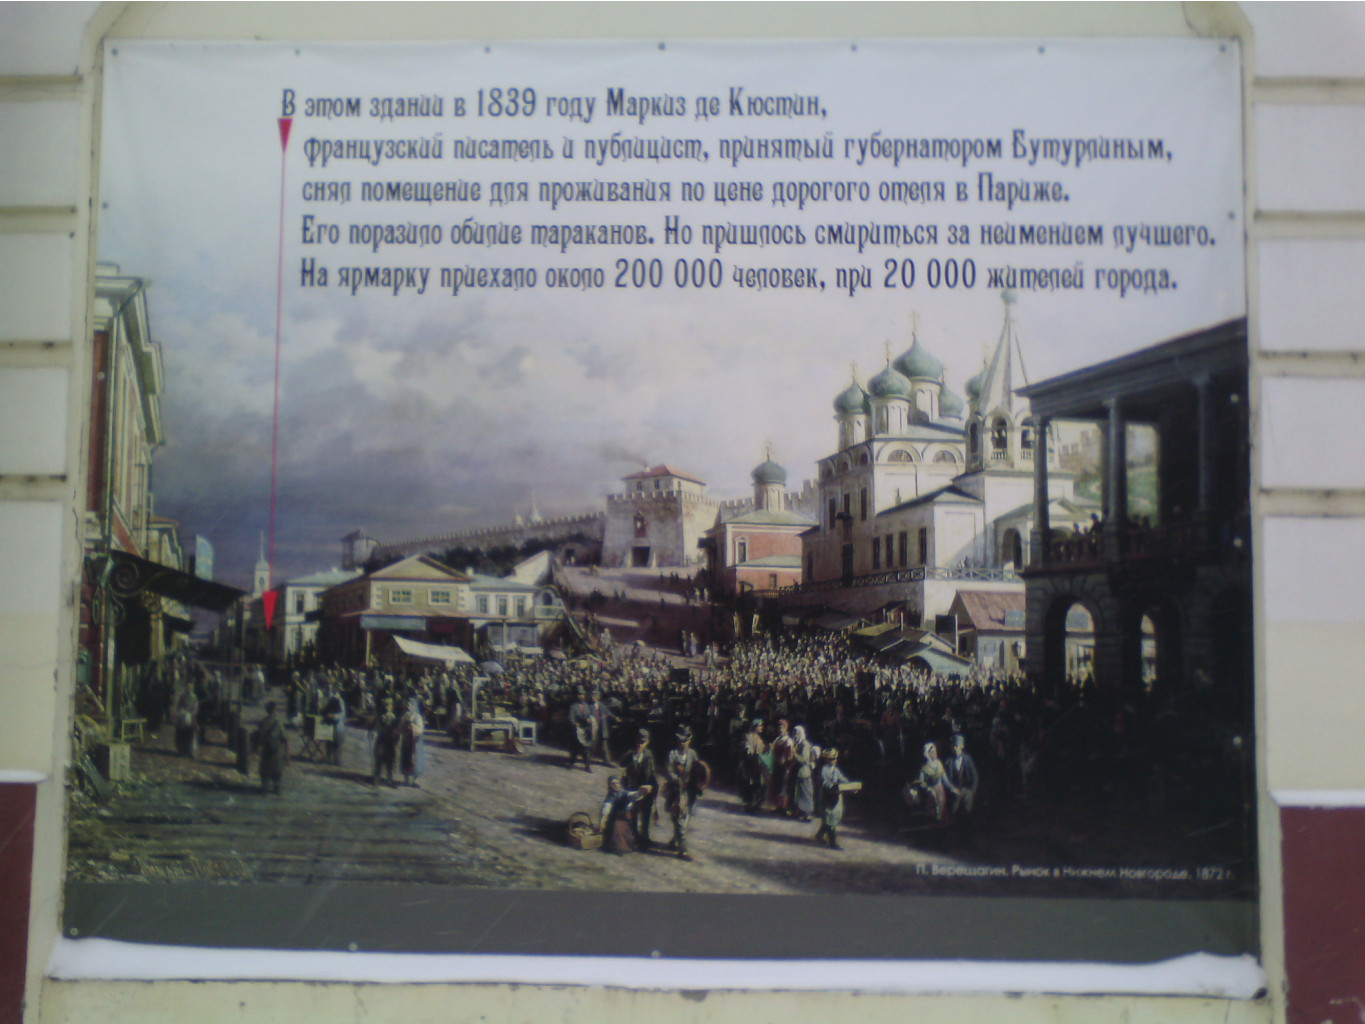 В этом здании в 1839 году Маркиз де Кюстин,
французский писатель и публицист, принятый губернатором Бутурлиным,
снял помещение для проживания по цене дорогого отеля в Париже.
Его поразило обилие тараканов. Но пришлось смириться за неимением лучшего.
На ярмарку приехало около 200 000 человек, при 20 000 жителей города.
П. Верещагин. Рынок в Нижнем Новгороде. 1872 г.